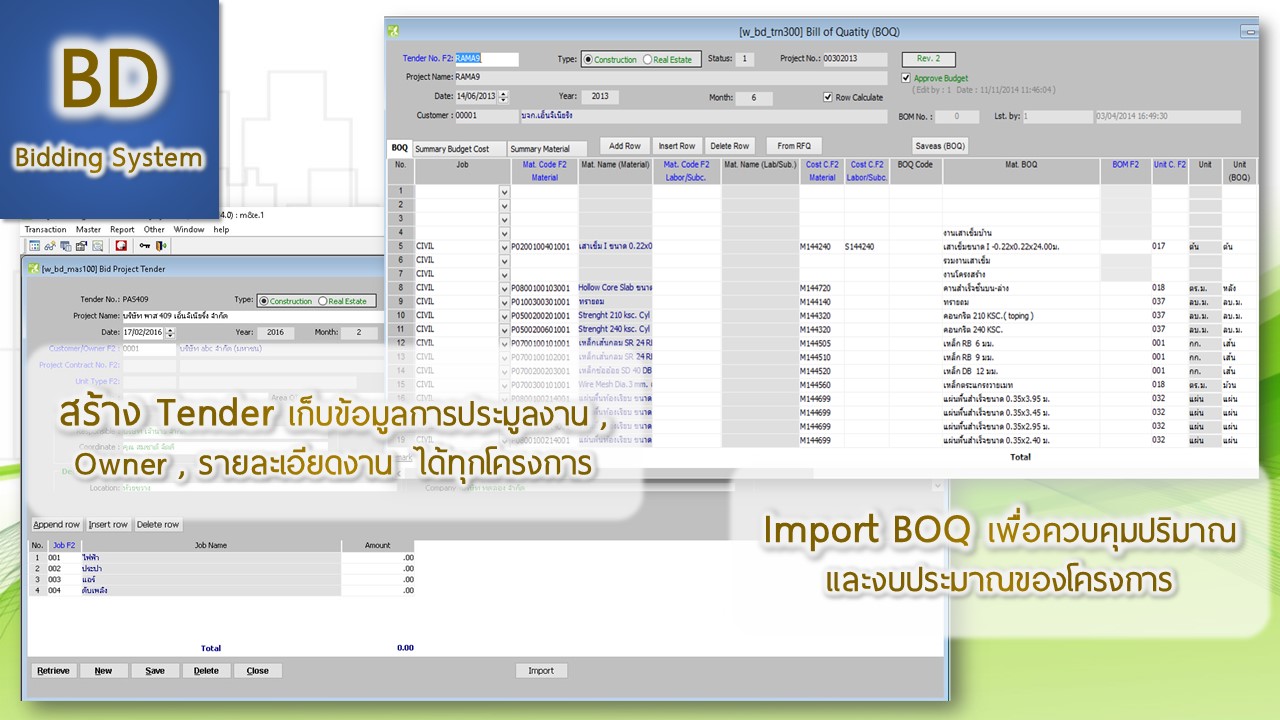 BD
Bidding System
[w_bd_trn300] Bill of Quatity (BOQ)
Tender No. F2: RAMA9 Type: Construction Real Estate Status: 1 Project No.: 00302013 Rev. 2
Project Name: RAMA9 Approve Budget
(Edit by : 1 Date : 11/11/2014 11:46:04 )
Date: 14/06/2013 Year: 2013 Month: 6 Row Calculate
Customer : 00001 บจก.เอ็นจิเนียริ่ง BOM No. : 0 Lst. by: 1 03/04/2014 16:49:30
BOQ Summary Budget Cost Summary Material Add Row Insert Row Delete Row From RFQ Saveas (BOQ)
No. Job Mat. Code F2 Material Mat. Name (Material) Mat. Code F2 Labor/Subc. Mat. Name (Lab/Sub.) Cost C.F2 Material Cost C.F2 Labor/Subc. BOQ Code Mat. BOQ BOM F2 Unit C. F2 Unit Unit (BOQ)
1
2
3
4 งานเสาเข็มบ้าน
5 CIVIL P0200100401001 เสาเข็ม I ขนาด 0.22x0 M144240 S144240 เสาเข็มขนาด I -0.22x0.22x24.00ม. 017 ต้น ต้น
6 CIVIL รวมงานเสาเข็ม
7 CIVIL งานโครงสร้าง
8 CIVIL P0800100103001 Hollow Core Slab ขนาด M144720 คานสำเร็จชั้นบน-ล่าง 018 ตร.ม. หลัง
9 CIVIL P0100300301001 ทรายถม M144140 ทรายถม 037 ลบ.ม. ลบ.ม.
10 CIVIL P0500200201001 Strenght 210 ksc. Cyl M144320 คอนกรีต 210 KSC.( toping ) 037 ลบ.ม. ลบ.ม.
11 CIVIL P0500200601001 Strenght 240 ksc. Cyl M144320 คอนกรีต 240 KSC. 037 ลบ.ม. ลบ.ม.
12 CIVIL P0700100101001 เหล็กเส้นกลม SR 24 RB M144505 เหล็ก RB 6 มม. 001 กก. เส้น
13 CIVIL P0700100201001 เหล็กเส้นกลม SR 24 RB M144510 เหล็ก RB 9 มม. 001 กก. เส้น
14 CIVIL P0700200203001 เหล็กข้ออ้อย SD 40 DB M144520 เหล็ก DB 12 มม. 001 กก. เส้น
15 CIVIL P0700300101001 Wire Mesh Dia.3 mm. M144560 เหล็กตระแกรงวายเมท 018 ตร.ม. ม้วน
CIVIL M144699 แผ่นพื้นสำเร็จขนาด 0.35x3.95 ม. 032 แผ่น แผ่น
CIVIL M144699 แผ่นพื้นสำเร็จขนาด 0.35x3.45 ม. 032 แผ่น แผ่น
M144699 แผ่นพื้นสำเร็จขนาด 0.35x2.95 ม. 032 แผ่น แผ่น
M144699 แผ่นพื้นสำเร็จขนาด 0.35x2.40 ม. 032 แผ่น แผ่น
Total
Transaction Master Report Other Window help
[w_bd_mas100] Bid Project Tender
Tender No.: PAS409 Type: Construction Real Estate
Project Name: บริษัท พาส 409 เอ็นจิเนียริ่ง จำกัด
Date: 17/02/2016 Year: 2016 Month: 2
Customer/Owner F2 : 0001 บริษัท abc จำกัด (มหาชน)
Project Contract No. F2:
Unit Type F2:
สร้าง Tender เก็บข้อมูลการประมูลงาน ,
Owner , รายละเอียดงาน ได้ทุกโครงการ
Coordinate :
Location: ห้วยขวาง Company
Append row Insert row Delete row
No. Job F2 Job Name Amount
1 001 ไฟฟ้า .00
2 002 ประปา .00
3 003 แอร์ .00
4 004 ดับเพลิง .00
Total 0.00
Retrieve New Save Delete Close Import
Import BOQ เพื่อควบคุมปริมาณ
และงบประมาณของโครงการ